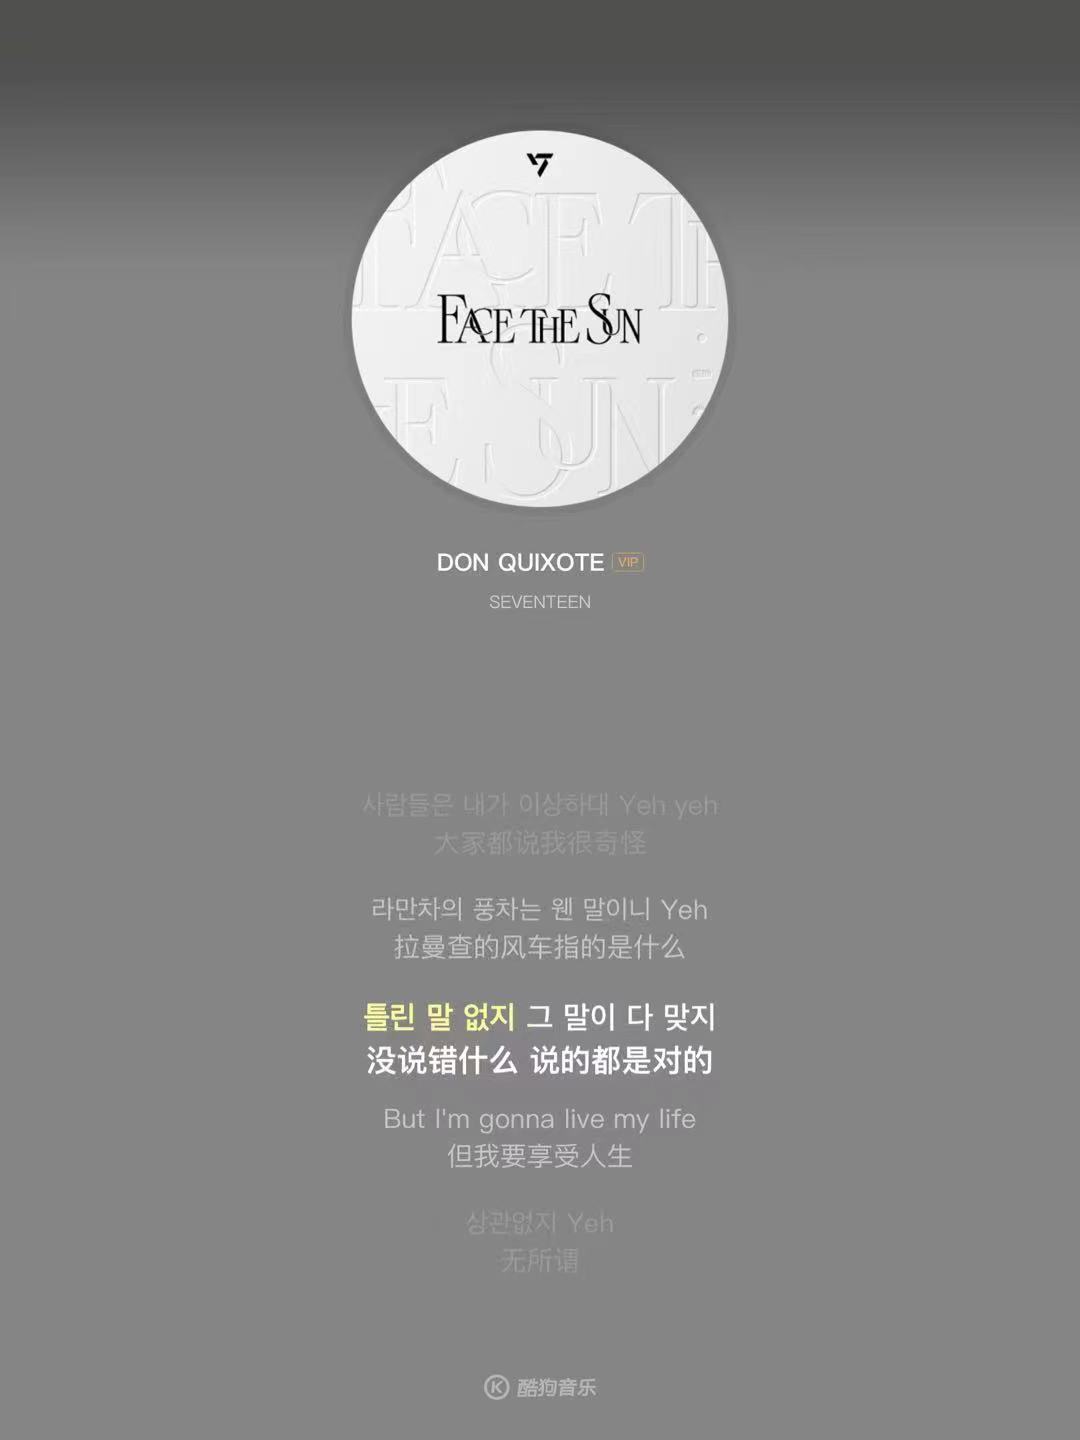 FACE THE SUN
FACE THE SUN
DON QUIXOTE VIP
SEVENTEEN
사람들은 내가 이상하대 Yeh yeh
大家都说我很奇怪
라만차의 풍차는 웬 말이니 Yeh
拉曼查的风车指的是什么
틀린 말 없지 그 말이 다 맞지
没说错什么 说的都是对的
But I'm gonna live my life
但我要享受人生
상관없지 Yeh
无所谓
酷狗音乐